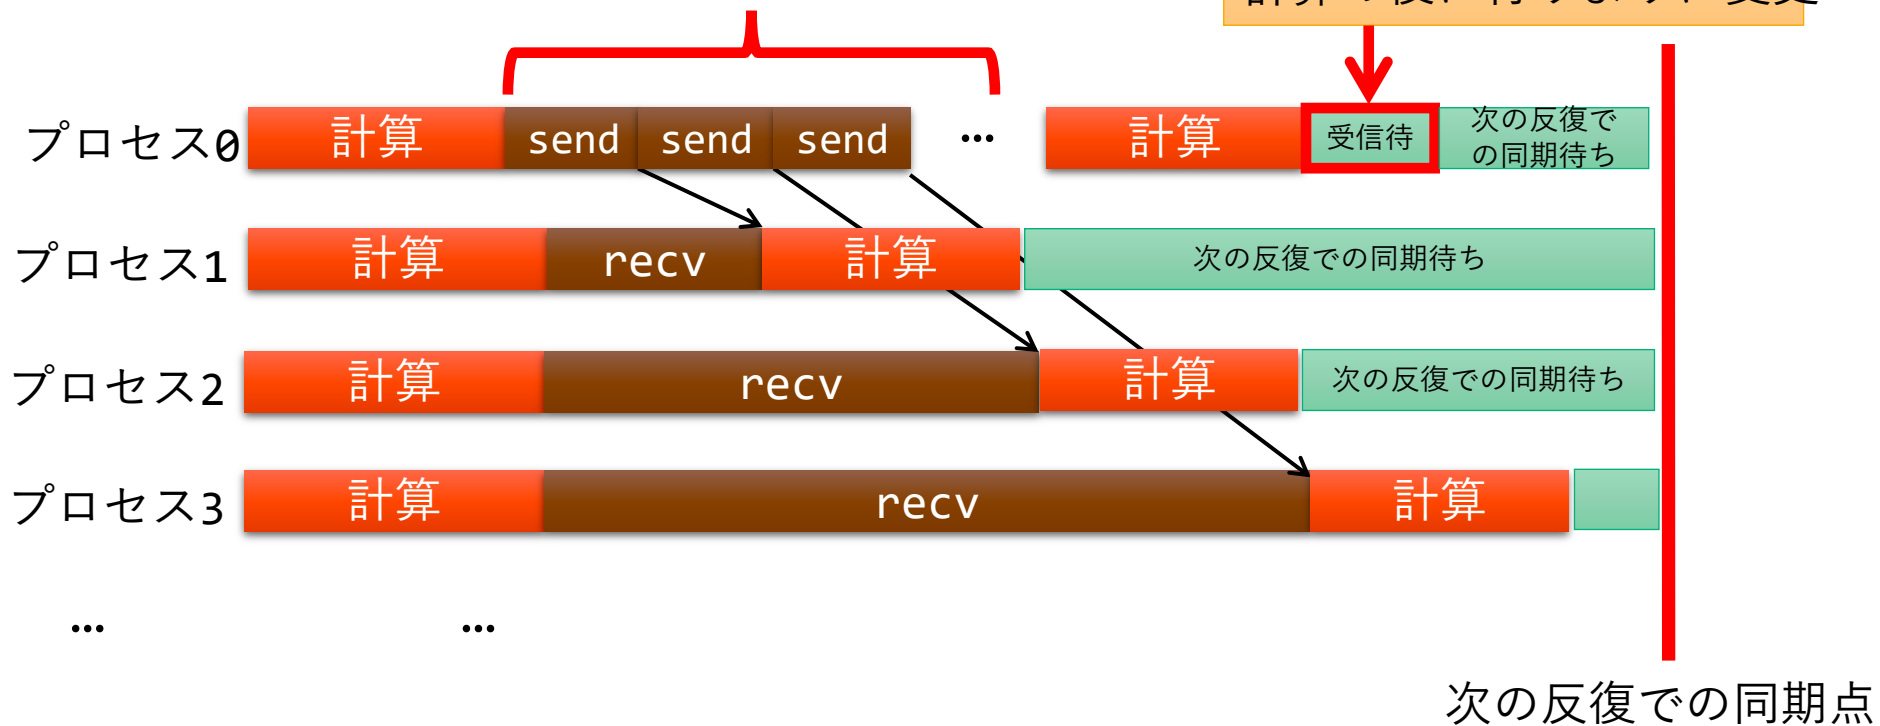 プロセス0 計算 send send send … 計算 受信待 次の反復で
の同期待ち
プロセス1 計算 recv 計算 次の反復での同期待ち
プロセス2 計算 recv 計算 次の反復での同期待ち
プロセス3 計算 recv 計算
… …
次の反復での同期点